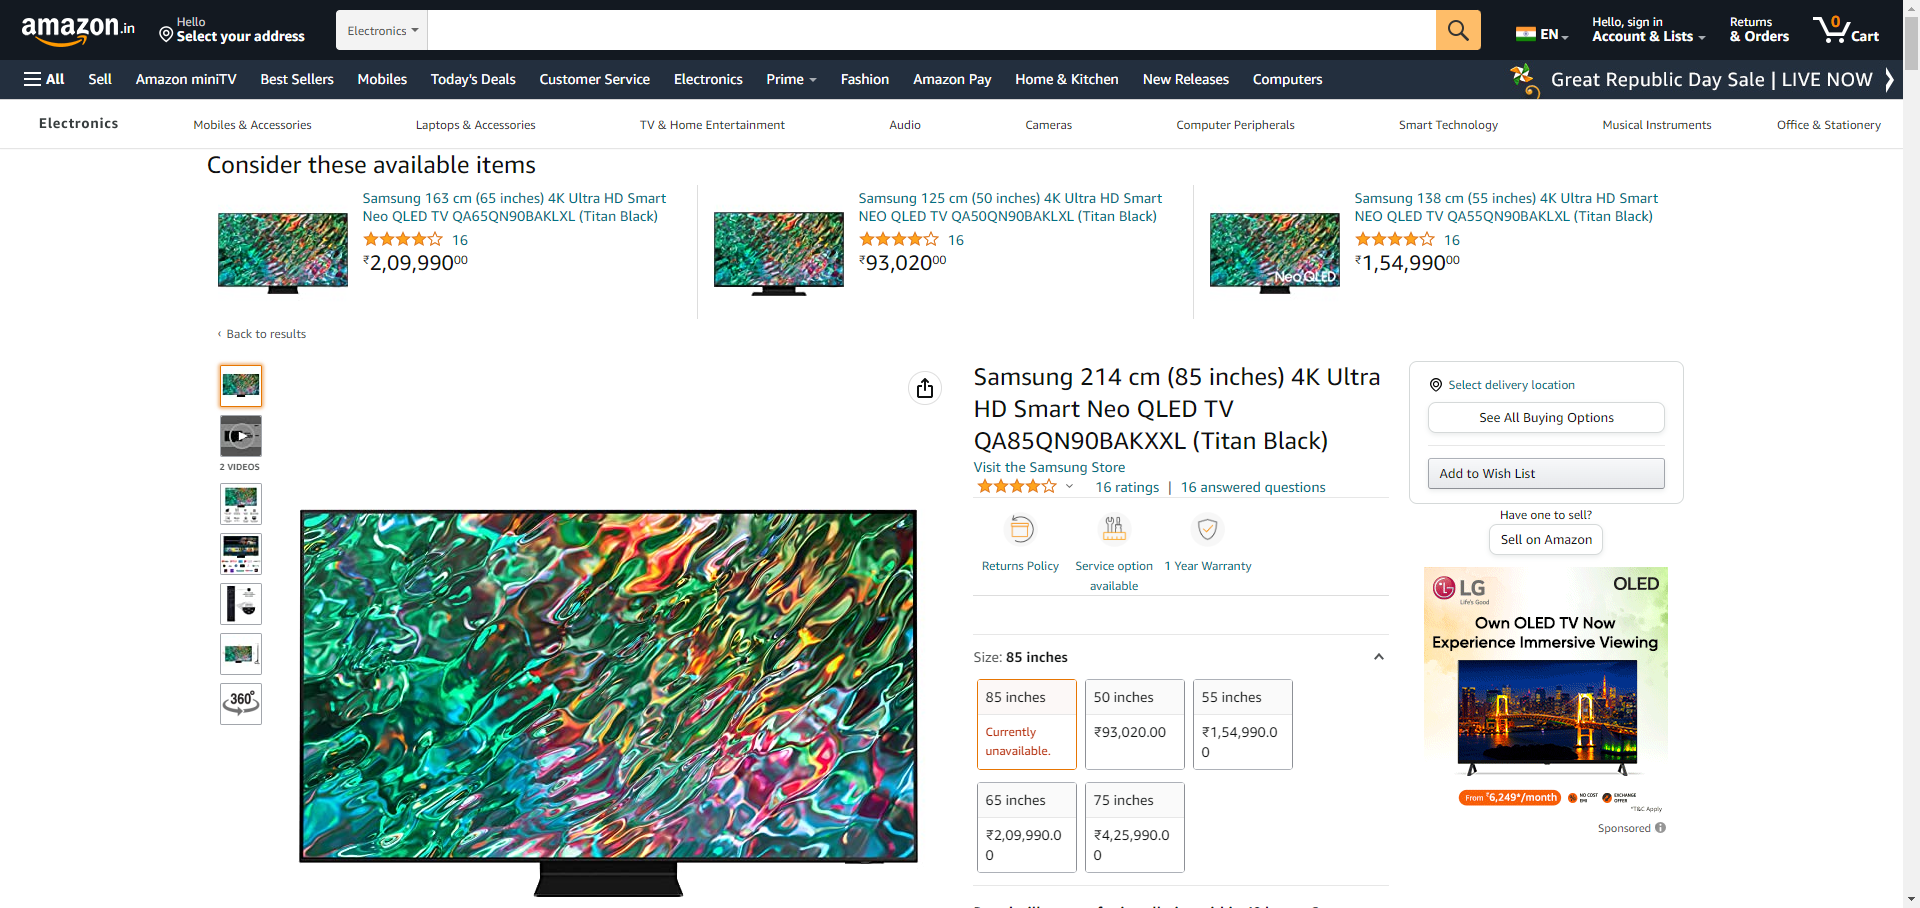 amazon.in
Hello
Select your address
Electronics
EN
Hello, sign in
Account & Lists
Returns
& Orders
0
Cart
All
Sell
Amazon miniTV
Best Sellers
Mobiles
Today's Deals
Customer Service
Electronics
Prime
Fashion
Amazon Pay
Home & Kitchen
New Releases
Computers
Great Republic Day Sale | LIVE NOW
Electronics
Mobiles & Accessories
Laptops & Accessories
TV & Home Entertainment
Audio
Cameras
Computer Peripherals
Smart Technology
Musical Instruments
Office & Stationery
Consider these available items
Samsung 163 cm (65 inches) 4K Ultra HD Smart
Neo QLED TV QA65QN90BAKLXL (Titan Black)
16
₹2,09,99000
Samsung 125 cm (50 inches) 4K Ultra HD Smart
NEO QLED TV QA50QN90BAKLXL (Titan Black)
16
₹93,02000
Neo QLED
Samsung 138 cm (55 inches) 4K Ultra HD Smart
NEO QLED TV QA55QN90BAKLXL (Titan Black)
16
₹1,54,99000
‹ Back to results
2 VIDEOS
360°
Samsung 214 cm (85 inches) 4K Ultra
HD Smart Neo QLED TV
QA85QN90BAKXXL (Titan Black)
Visit the Samsung Store
16 ratings | 16 answered questions
Returns Policy
Service option
available
1 Year Warranty
Size: 85 inches
85 inches
Currently
unavailable.
50 inches
₹93,020.00
55 inches
₹1,54,990.0
0
65 inches
₹2,09,990.0
0
75 inches
₹4,25,990.0
0
Select delivery location
See All Buying Options
Add to Wish List
Have one to sell?
Sell on Amazon
LG
Life's Good
OLED
Own OLED TV Now
Experience Immersive Viewing
From ₹6,249*/month
NO COST
EMI
EXCHANGE
OFFER
*T&C Apply
Sponsored